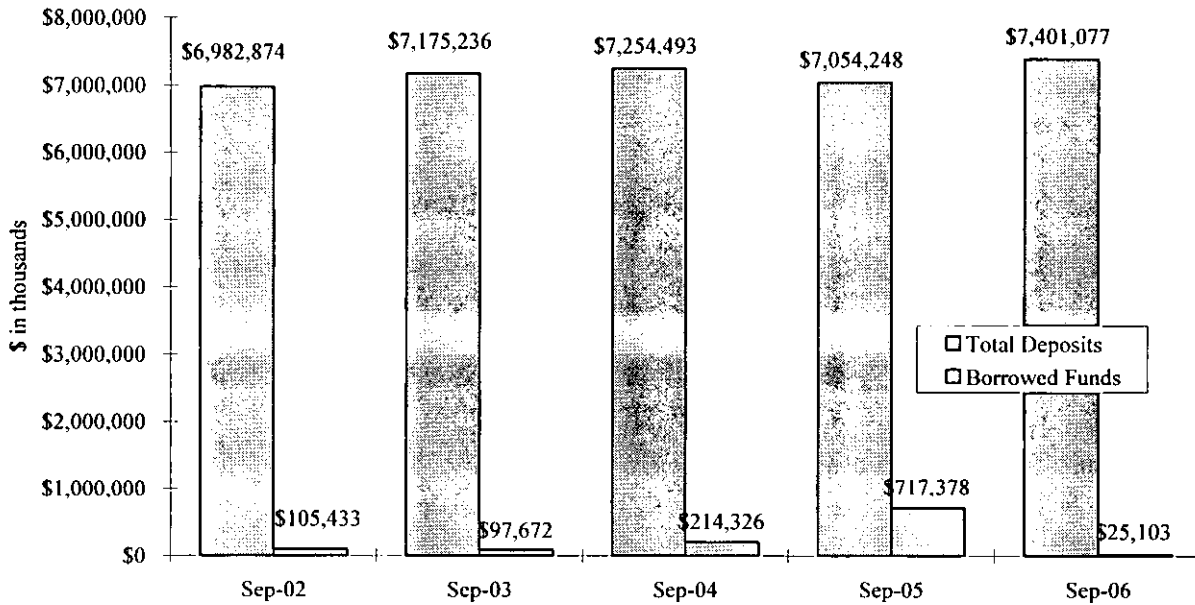 $8,000,000
$7,000,000
$6,000,000
$5,000,000
$4,000,000
$3,000,000
$2,000,000
$1,000,000
$0
$ in thousands
$6,982,874
$7,175,236
$7,254,493
$7,054,248
$7,401,077
$105,433
$97,672
$214,326
$717,378
$25,103
Total Deposits
Borrowed Funds
Sep-02
Sep-03
Sep-04
Sep-05
Sep-06